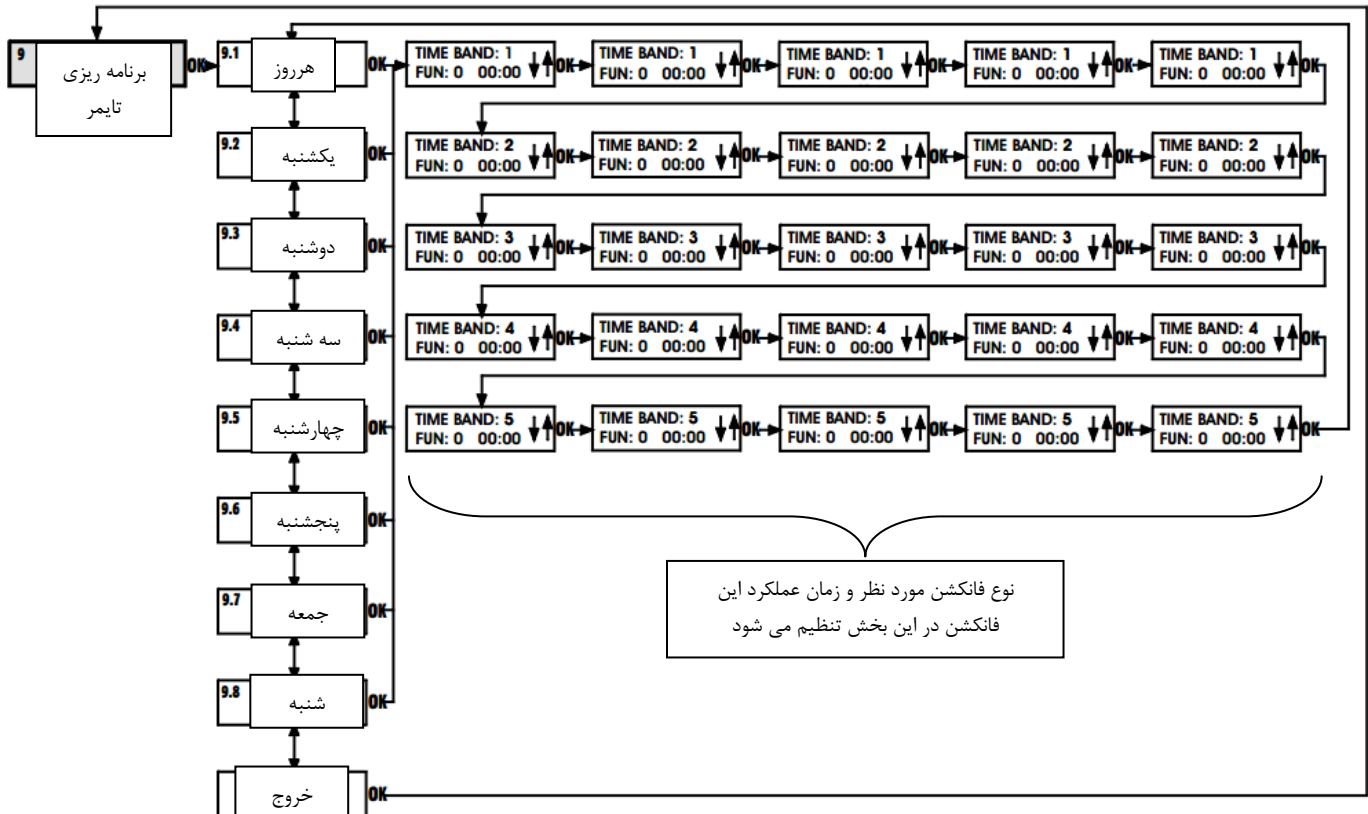 9
برنامه ریزی
تایمر
OK
9.1
هرروز
OK
TIME BAND: 1
FUN: 0 00:00
OK
TIME BAND: 1
FUN: 0 00:00
OK
TIME BAND: 1
FUN: 0 00:00
OK
TIME BAND: 1
FUN: 0 00:00
OK
TIME BAND: 1
FUN: 0 00:00
OK
9.2
یکشنبه
OK
TIME BAND: 2
FUN: 0 00:00
OK
TIME BAND: 2
FUN: 0 00:00
OK
TIME BAND: 2
FUN: 0 00:00
OK
TIME BAND: 2
FUN: 0 00:00
OK
TIME BAND: 2
FUN: 0 00:00
OK
9.3
دوشنبه
OK
TIME BAND: 3
FUN: 0 00:00
OK
TIME BAND: 3
FUN: 0 00:00
OK
TIME BAND: 3
FUN: 0 00:00
OK
TIME BAND: 3
FUN: 0 00:00
OK
TIME BAND: 3
FUN: 0 00:00
OK
9.4
سه شنبه
OK
TIME BAND: 4
FUN: 0 00:00
OK
TIME BAND: 4
FUN: 0 00:00
OK
TIME BAND: 4
FUN: 0 00:00
OK
TIME BAND: 4
FUN: 0 00:00
OK
TIME BAND: 4
FUN: 0 00:00
OK
9.5
چهارشنبه
OK
TIME BAND: 5
FUN: 0 00:00
OK
TIME BAND: 5
FUN: 0 00:00
OK
TIME BAND: 5
FUN: 0 00:00
OK
TIME BAND: 5
FUN: 0 00:00
OK
TIME BAND: 5
FUN: 0 00:00
OK
9.6
پنجشنبه
OK
9.7
جمعه
OK
9.8
شنبه
OK
خروج
OK
نوع فانکشن مورد نظر و زمان عملکرد این
فانکشن در این بخش تنظیم می شود